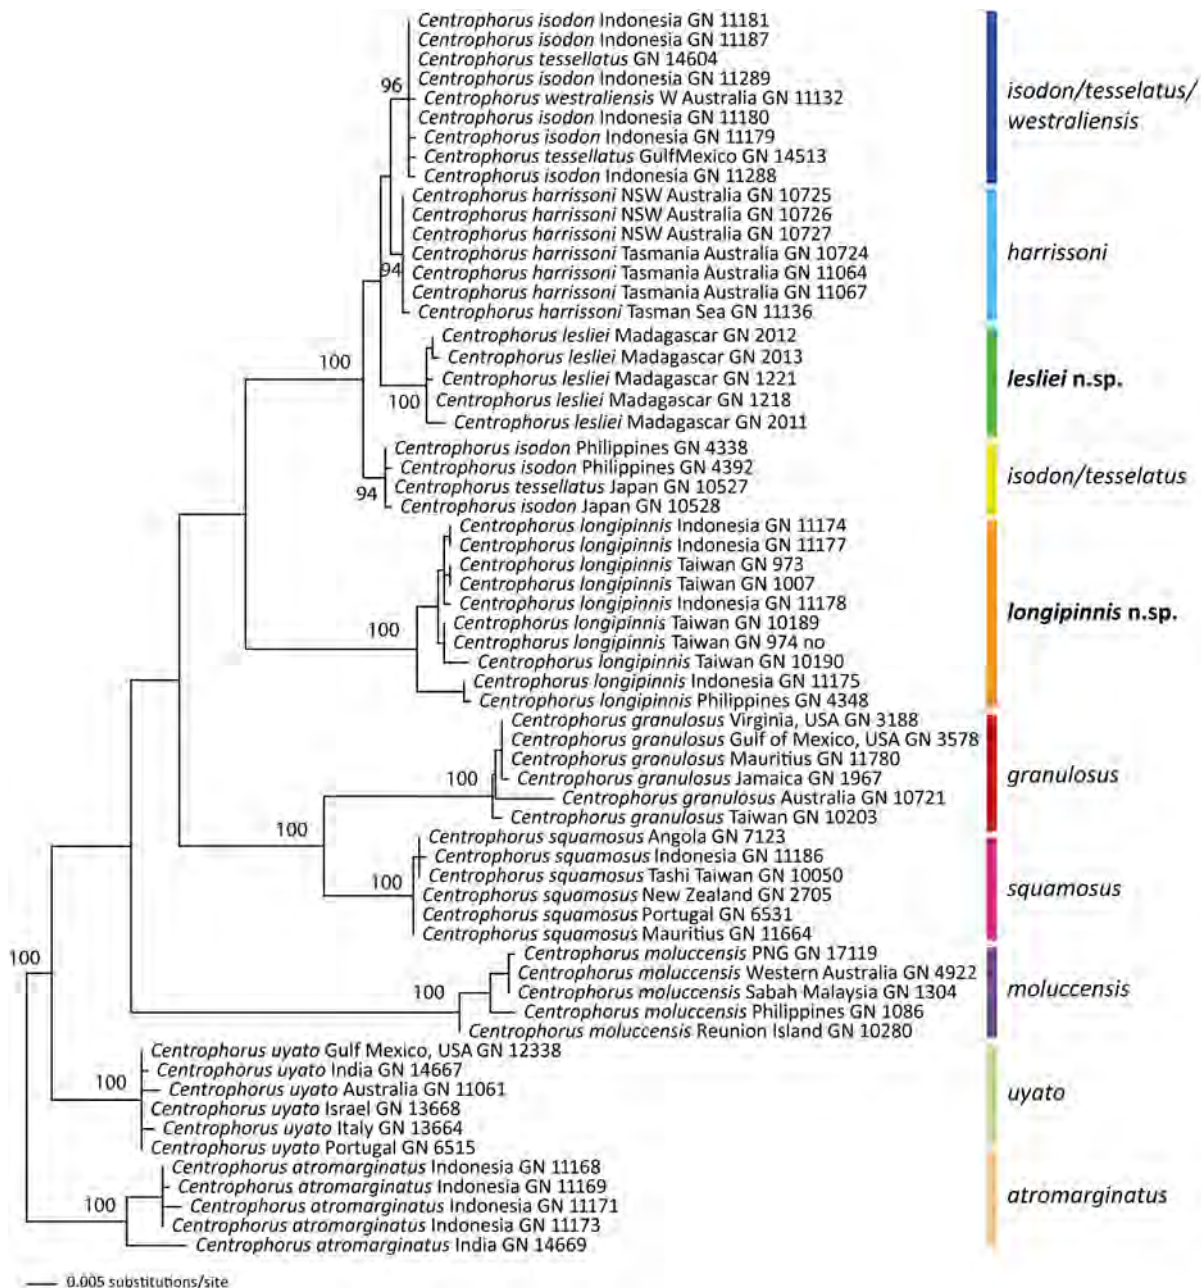 Centrophorus isodon Indonesia GN 11181
Centrophorus isodon Indonesia GN 11187
Centrophorus tessellatus GN 14604
Centrophorus isodon Indonesia GN 11289
96
Centrophorus westraliensis W Australia GN 11132
Centrophorus isodon Indonesia GN 11180
Centrophorus isodon Indonesia GN 11179
Centrophorus tessellatus GulfMexico GN 14513
Centrophorus isodon Indonesia GN 11288
isodon/tesselatus/
westraliensis
Centrophorus harrissoni NSW Australia GN 10725
Centrophorus harrissoni NSW Australia GN 10726
Centrophorus harrissoni NSW Australia GN 10727
Centrophorus harrissoni Tasmania Australia GN 10724
94
Centrophorus harrissoni Tasmania Australia GN 11064
Centrophorus harrissoni Tasmania Australia GN 11067
Centrophorus harrissoni Tasman Sea GN 11136
harrissoni
Centrophorus lesliei Madagascar GN 2012
100
Centrophorus lesliei Madagascar GN 2013
Centrophorus lesliei Madagascar GN 1221
100
Centrophorus lesliei Madagascar GN 1218
Centrophorus lesliei Madagascar GN 2011
lesliei n.sp.
Centrophorus isodon Philippines GN 4338
Centrophorus isodon Philippines GN 4392
94
Centrophorus tessellatus Japan GN 10527
Centrophorus isodon Japan GN 10528
isodon/tesselatus
Centrophorus longipinnis Indonesia GN 11174
Centrophorus longipinnis Indonesia GN 11177
Centrophorus longipinnis Taiwan GN 973
Centrophorus longipinnis Taiwan GN 1007
Centrophorus longipinnis Indonesia GN 11178
100
Centrophorus longipinnis Taiwan GN 10189
Centrophorus longipinnis Taiwan GN 974 no
Centrophorus longipinnis Taiwan GN 10190
Centrophorus longipinnis Indonesia GN 11175
Centrophorus longipinnis Philippines GN 4348
longipinnis n.sp.
Centrophorus granulosus Virginia, USA GN 3188
Centrophorus granulosus Gulf of Mexico, USA GN 3578
Centrophorus granulosus Mauritius GN 11780
100
Centrophorus granulosus Jamaica GN 1967
Centrophorus granulosus Australia GN 10721
Centrophorus granulosus Taiwan GN 10203
granulosus
100
Centrophorus squamosus Angola GN 7123
Centrophorus squamosus Indonesia GN 11186
100
Centrophorus squamosus Tashi Taiwan GN 10050
Centrophorus squamosus New Zealand GN 2705
Centrophorus squamosus Portugal GN 6531
Centrophorus squamosus Mauritius GN 11664
squamosus
100
Centrophorus moluccensis PNG GN 17119
Centrophorus moluccensis Western Australia GN 4922
100
Centrophorus moluccensis Sabah Malaysia GN 1304
Centrophorus moluccensis Philippines GN 1086
Centrophorus moluccensis Reunion Island GN 10280
moluccensis
Centrophorus uyato Gulf Mexico, USA GN 12338
Centrophorus uyato India GN 14667
100
Centrophorus uyato Australia GN 11061
Centrophorus uyato Israel GN 13668
Centrophorus uyato Italy GN 13664
Centrophorus uyato Portugal GN 6515
uyato
Centrophorus atromarginatus Indonesia GN 11168
Centrophorus atromarginatus Indonesia GN 11169
100
Centrophorus atromarginatus Indonesia GN 11171
Centrophorus atromarginatus Indonesia GN 11173
Centrophorus atromarginatus India GN 14669
atromarginatus
0.005 substitutions/site